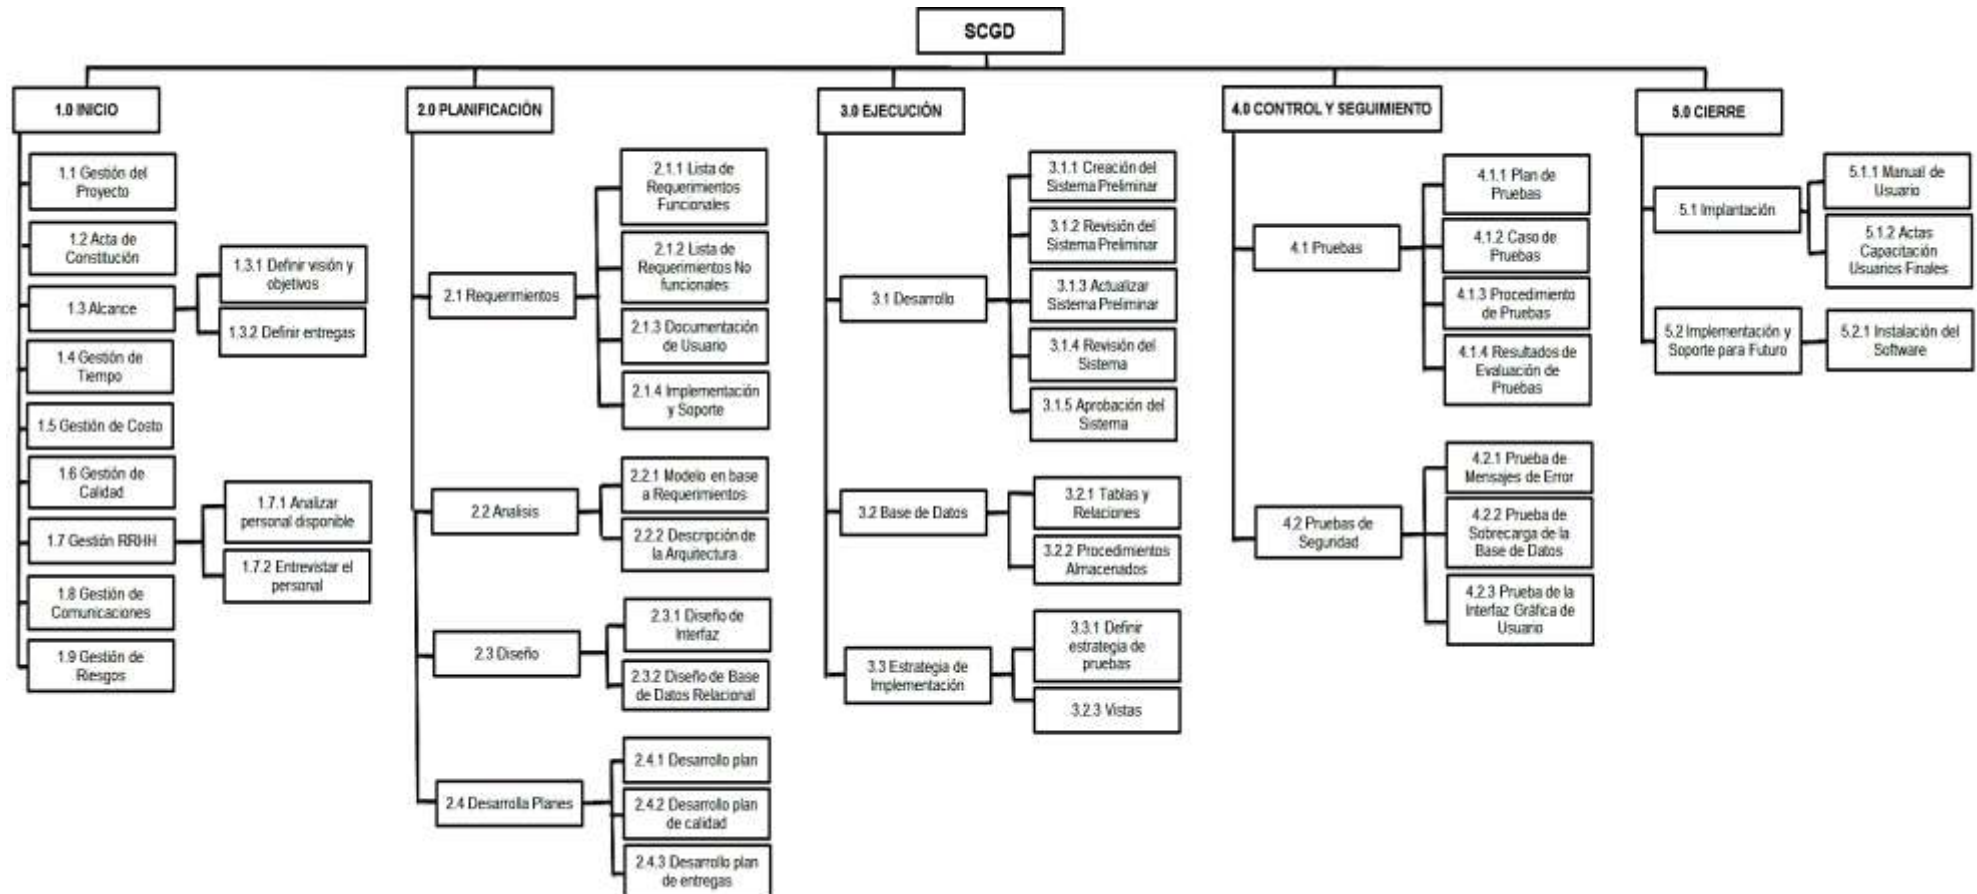 SCGD
1.0 INICIO
1.1 Gestión del
Proyecto
1.2 Acta de
Constitución
1.3 Alcance
1.3.1 Definir visión y
objetivos
1.3.2 Definir entregas
1.4 Gestión de
Tiempo
1.5 Gestión de Costo
1.6 Gestión de
Calidad
1.7 Gestión RRHH
1.7.1 Analizar
personal disponible
1.7.2 Entrevistar el
personal
1.8 Gestión de
Comunicaciones
1.9 Gestión de
Riesgos
2.0 PLANIFICACIÓN
2.1 Requerimientos
2.1.1 Lista de
Requerimientos
Funcionales
2.1.2 Lista de
Requerimientos No
funcionales
2.1.3 Documentación
de Usuario
2.1.4 Implementación
y Soporte
2.2 Analisis
2.2.1 Modelo en base
a Requerimientos
2.2.2 Descripción de
la Arquitectura
2.3 Diseño
2.3.1 Diseño de
Interfaz
2.3.2 Diseño de Base
de Datos Relacional
2.4 Desarrolla Planes
2.4.1 Desarrollo plan
2.4.2 Desarrollo plan
de calidad
2.4.3 Desarrollo plan
de entregas
3.0 EJECUCIÓN
3.1 Desarrollo
3.1.1 Creación del
Sistema Preliminar
3.1.2 Revisión del
Sistema Preliminar
3.1.3 Actualizar
Sistema Preliminar
3.1.4 Revisión del
Sistema
3.1.5 Aprobación del
Sistema
3.2 Base de Datos
3.2.1 Tablas y
Relaciones
3.2.2 Procedimientos
Almacenados
3.3 Estrategia de
Implementación
3.3.1 Definir
estrategia de
pruebas
3.2.3 Vistas
4.0 CONTROL Y SEGUIMIENTO
4.1 Pruebas
4.1.1 Plan de
Pruebas
4.1.2 Caso de
Pruebas
4.1.3 Procedimiento
de Pruebas
4.1.4 Resultados de
Evaluación de
Pruebas
4.2 Pruebas de
Seguridad
4.2.1 Prueba de
Mensajes de Error
4.2.2 Prueba de
Sobrecarga de la
Base de Datos
4.2.3 Prueba de la
Interfaz Gráfica de
Usuario
5.0 CIERRE
5.1 Implantación
5.1.1 Manual de
Usuario
5.1.2 Actas
Capacitación
Usuarios Finales
5.2 Implementación y
Soporte para Futuro
5.2.1 Instalación del
Software